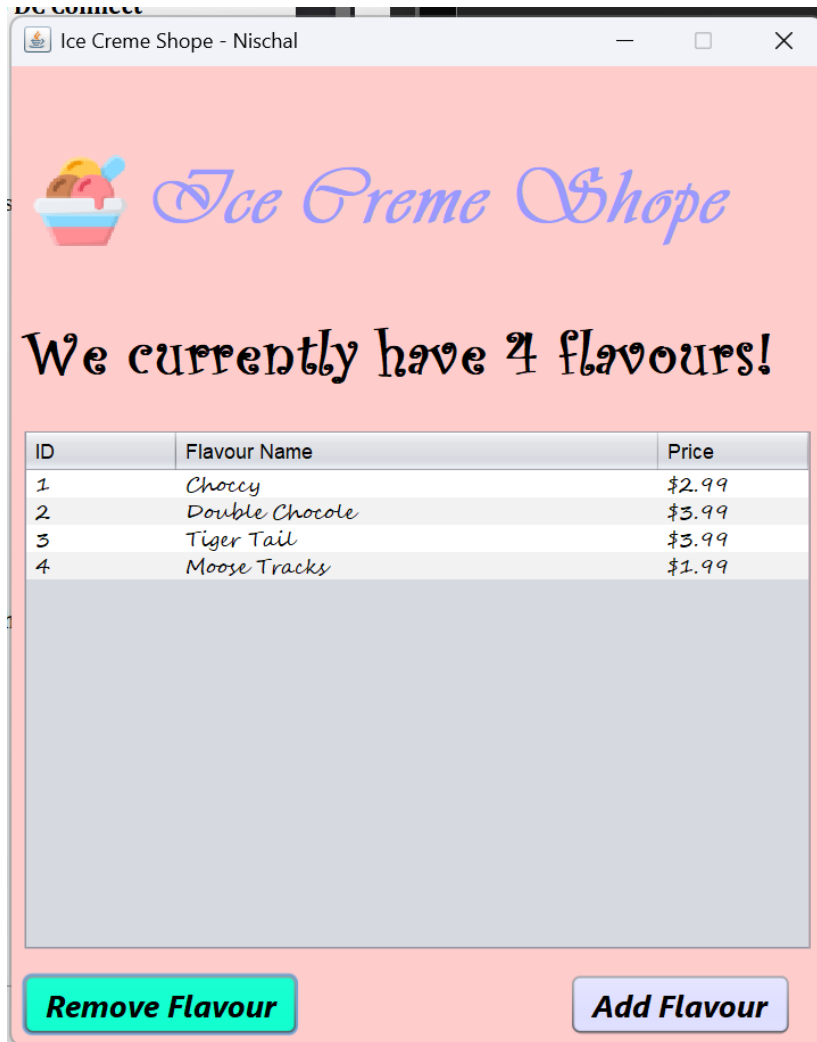 DC Connect
Ice Creme Shope - Nischal
Ice Creme Shope
We currently have 4 flavours!
ID Flavour Name Price
1 Choccy $2.99
2 Double Chocole $3.99
3 Tiger Tail $3.99
4 Moose Tracks $1.99
Remove Flavour Add Flavour